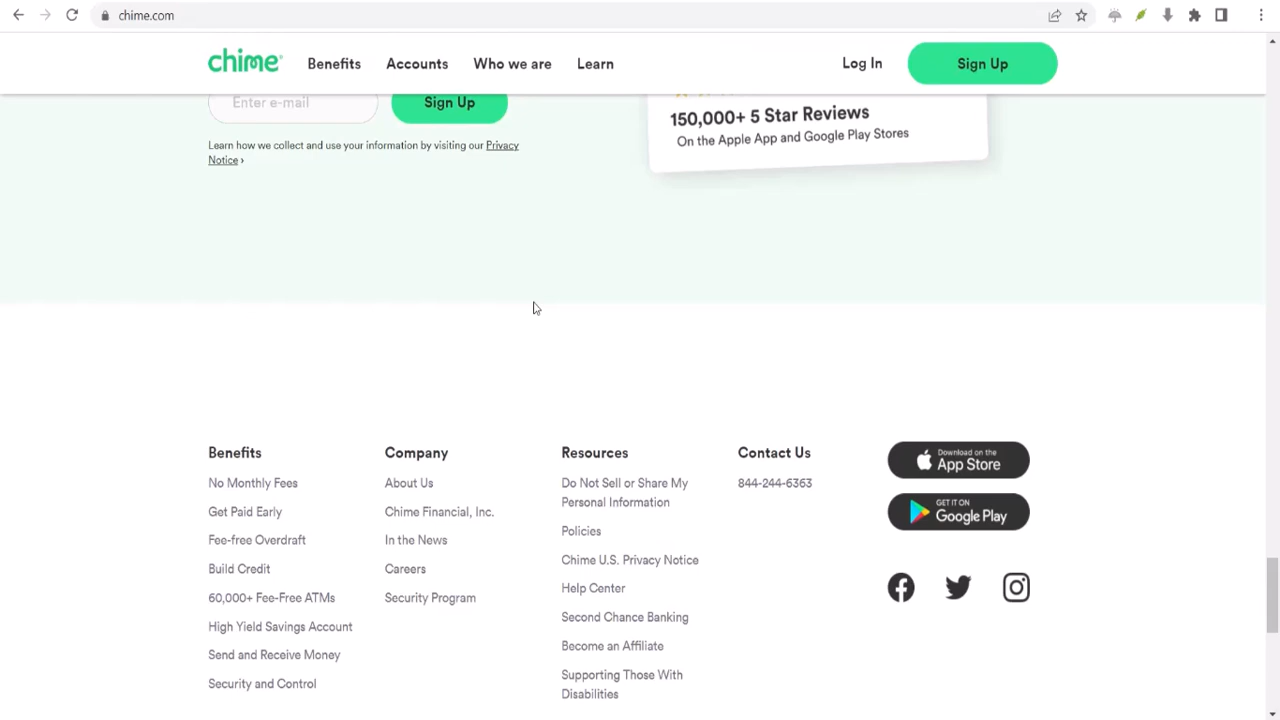 chime.com
chime
Benefits
Accounts
Who we are
Learn
Log In
Sign Up
Enter e-mail
Sign Up
Learn how we collect and use your information by visiting our Privacy
Notice ›
150,000+ 5 Star Reviews
On the Apple App and Google Play Stores
Benefits
No Monthly Fees
Get Paid Early
Fee-free Overdraft
Build Credit
60,000+ Fee-Free ATMs
High Yield Savings Account
Send and Receive Money
Security and Control
Company
About Us
Chime Financial, Inc.
In the News
Careers
Security Program
Resources
Do Not Sell or Share My
Personal Information
Policies
Chime U.S. Privacy Notice
Help Center
Second Chance Banking
Become an Affiliate
Supporting Those With
Disabilities
Contact Us
844-244-6363
Download on the
App Store
GET IT ON
Google Play